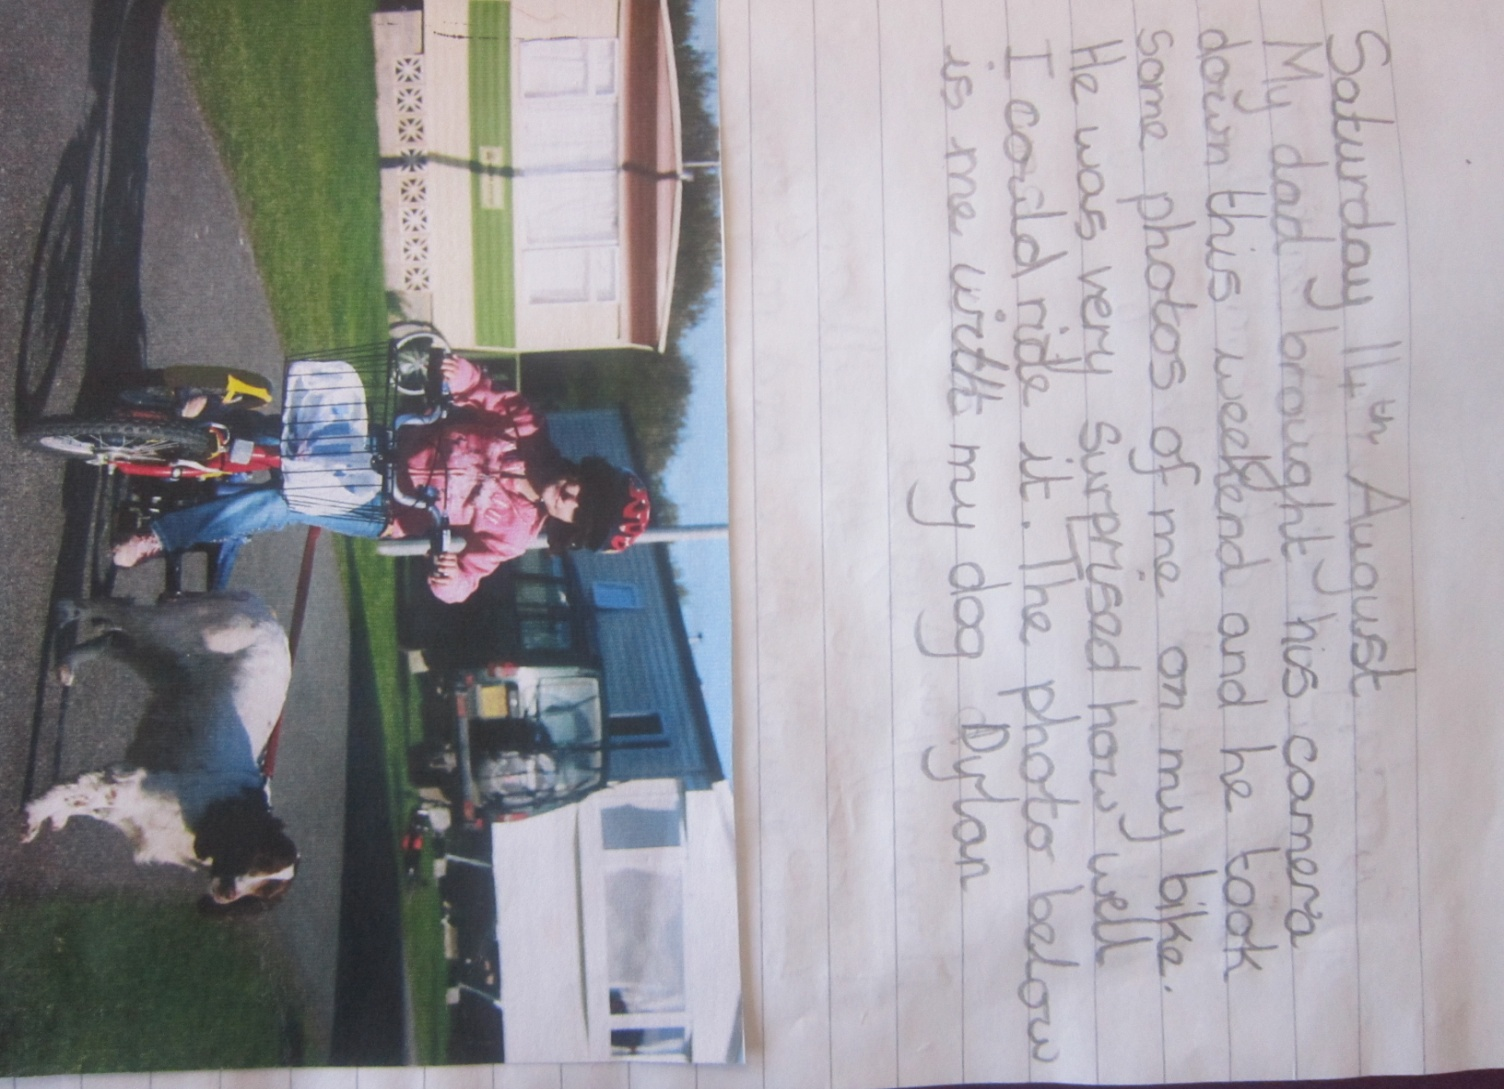 Saturday 14th August
My dad brought his camera
down this weekend and he took
some photos of me on my bike.
He was very surprised how well
I could ride it. The photo below
is me with my dog Dylan